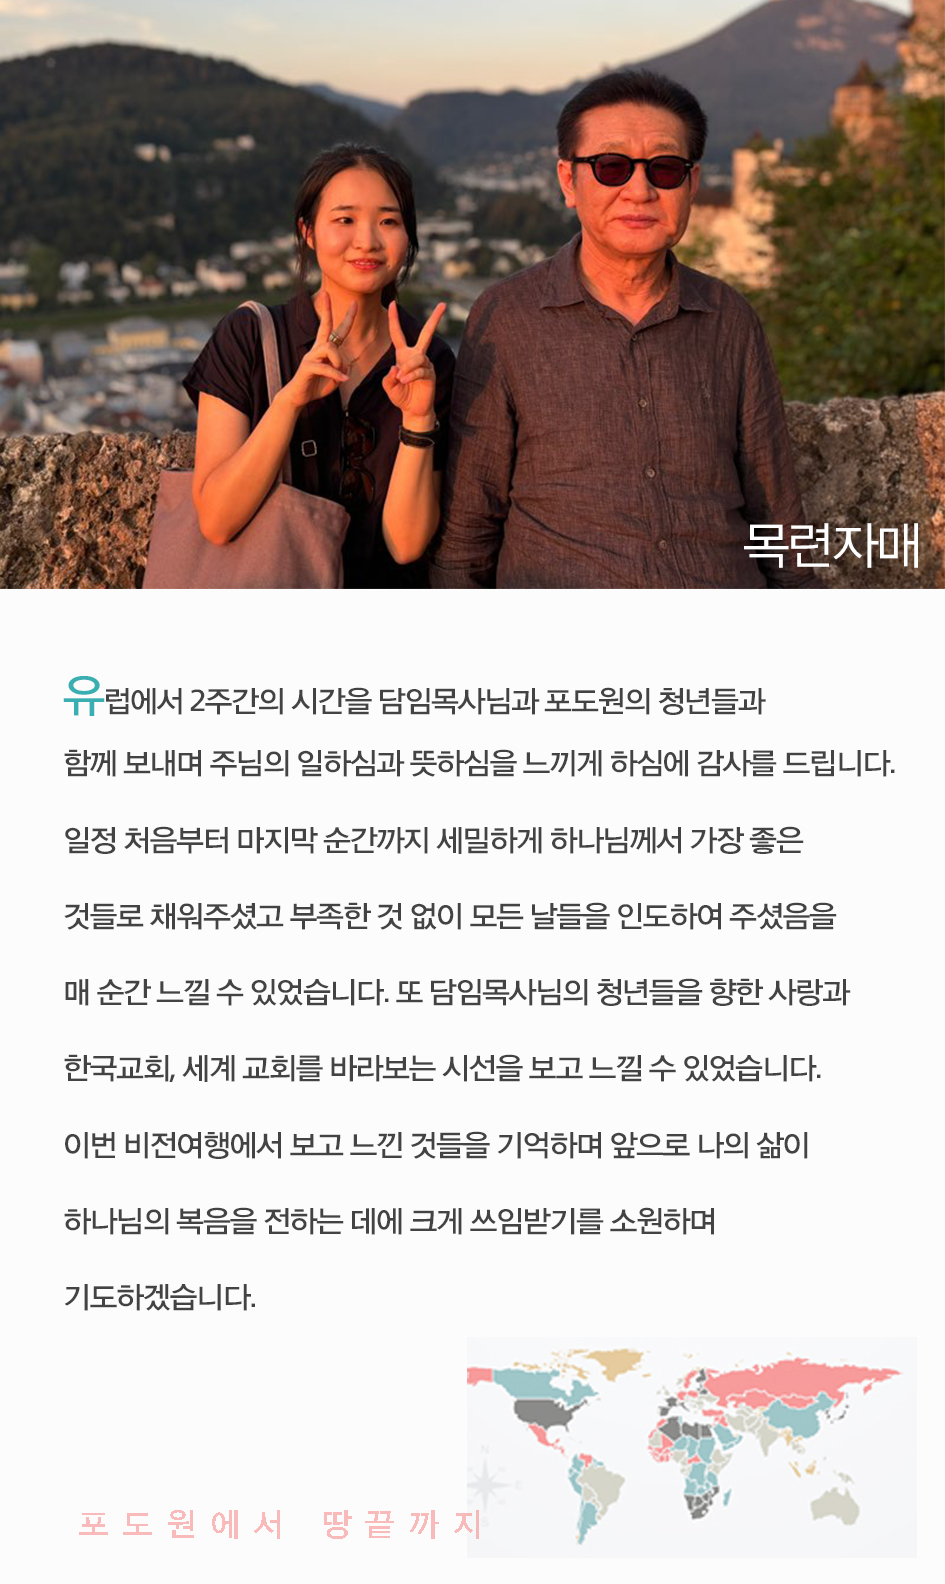 목련자매
유럽에서 2주간의 시간을 담임목사님과 포도원의 청년들과
함께 보내며 주님의 일하심과 뜻하심을 느끼게 하심에 감사를 드립니다.
일정 처음부터 마지막 순간까지 세밀하게 하나님께서 가장 좋은
것들로 채워주셨고 부족한 것 없이 모든 날들을 인도하여 주셨음을
매 순간 느낄 수 있었습니다. 또 담임목사님의 청년들을 향한 사랑과
한국교회, 세계 교회를 바라보는 시선을 보고 느낄 수 있었습니다.
이번 비전여행에서 보고 느낀 것들을 기억하며 앞으로 나의 삶이
하나님의 복음을 전하는 데에 크게 쓰임받기를 소원하며
기도하겠습니다.
포도원에서 땅끝까지